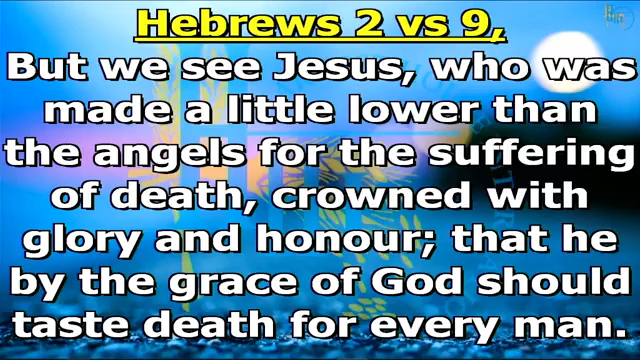 Hebrews 2 vs 9,
But we see Jesus, who was
made a little lower than
the angels for the suffering
of death, crowned with
glory and honour; that he
by the grace of God should
taste death for every man.